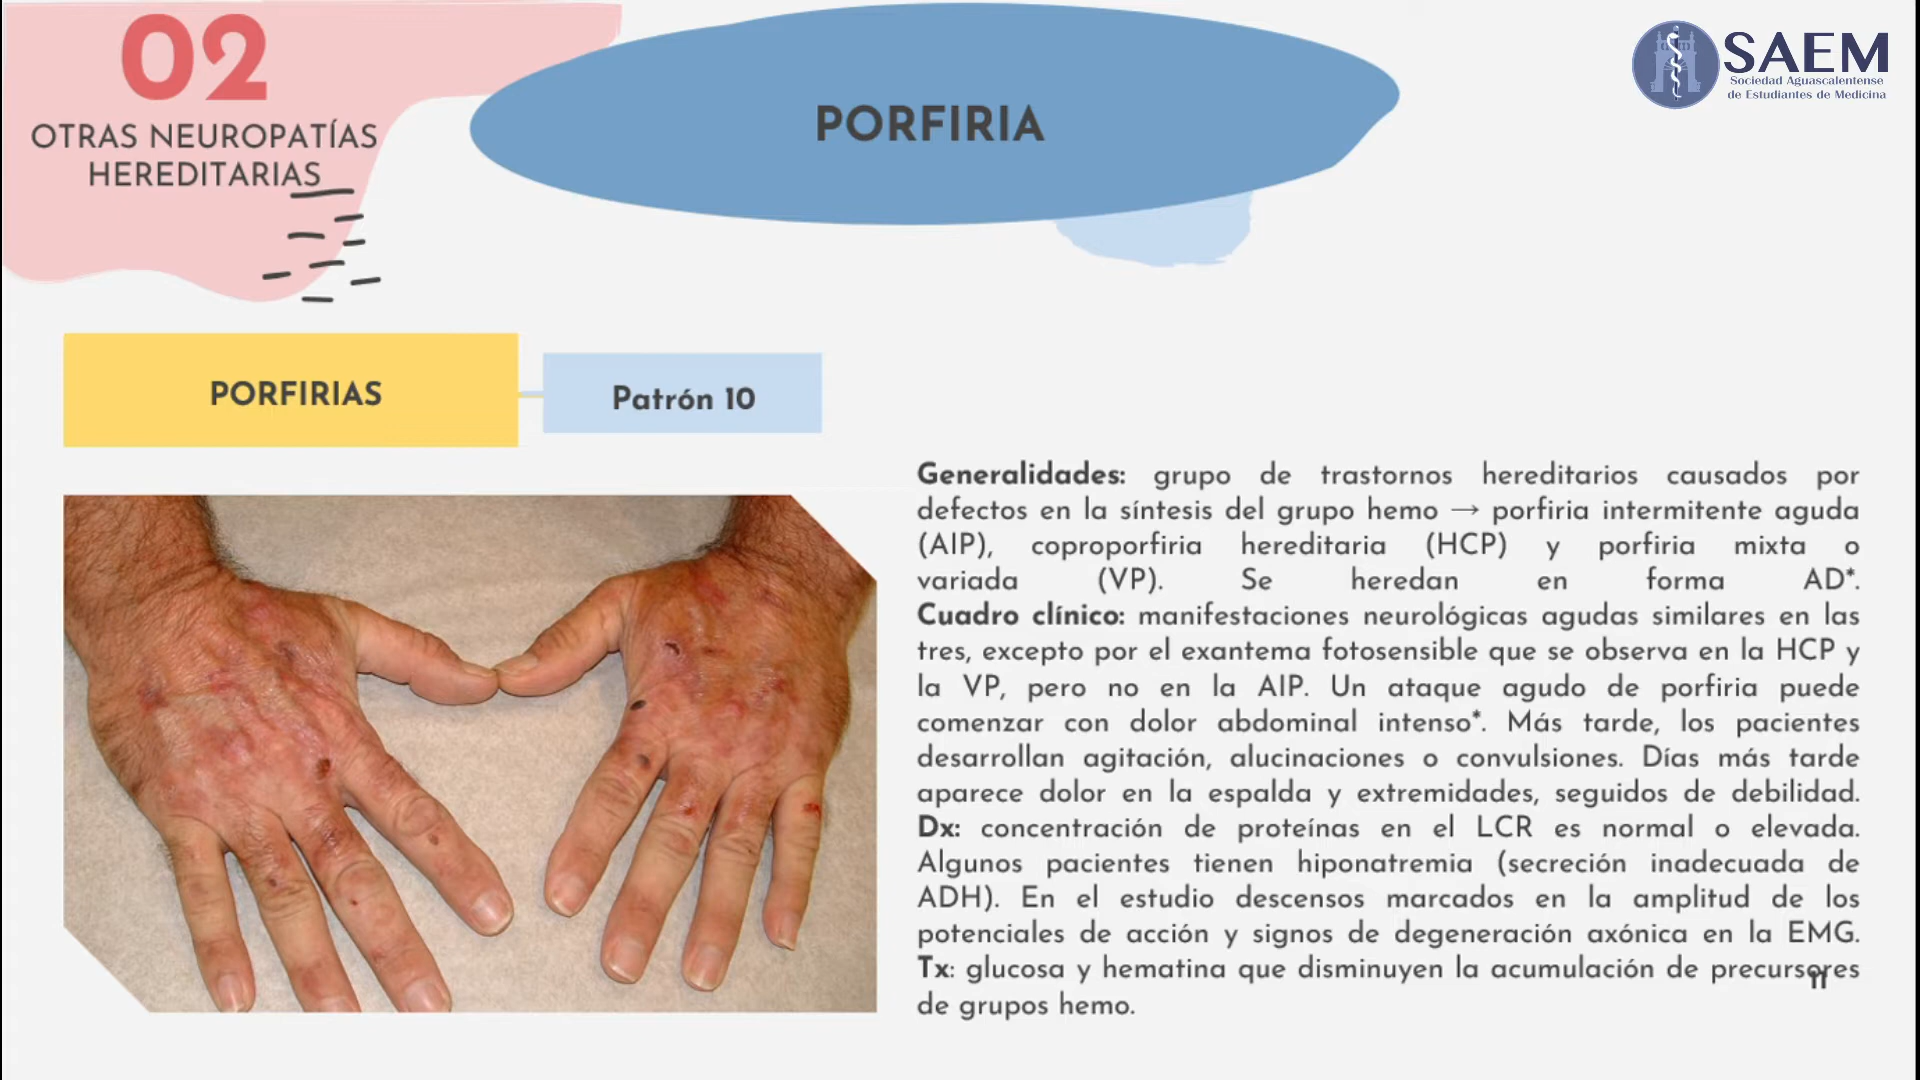 02
OTRAS NEUROPATÍAS
HEREDITARIAS
PORFIRIA
SAEM
Sociedad Aguascalentense
de Estudiantes de Medicina
PORFIRIAS
Patrón 10
Generalidades: grupo de trastornos hereditarios causados por
defectos en la síntesis del grupo hemo → porfiria intermitente aguda
(AIP), coproporfiria hereditaria (HCP) y porfiria mixta o
variada (VP). Se heredan en forma AD*.
Cuadro clínico: manifestaciones neurológicas agudas similares en las
tres, excepto por el exantema fotosensible que se observa en la HCP y
la VP, pero no en la AIP. Un ataque agudo de porfiria puede
comenzar con dolor abdominal intenso*. Más tarde, los pacientes
desarrollan agitación, alucinaciones o convulsiones. Días más tarde
aparece dolor en la espalda y extremidades, seguidos de debilidad.
Dx: concentración de proteínas en el LCR es normal o elevada.
Algunos pacientes tienen hiponatremia (secreción inadecuada de
ADH). En el estudio descensos marcados en la amplitud de los
potenciales de acción y signos de degeneración axónica en la EMG.
Tx: glucosa y hematina que disminuyen la acumulación de precursores
de grupos hemo.
11